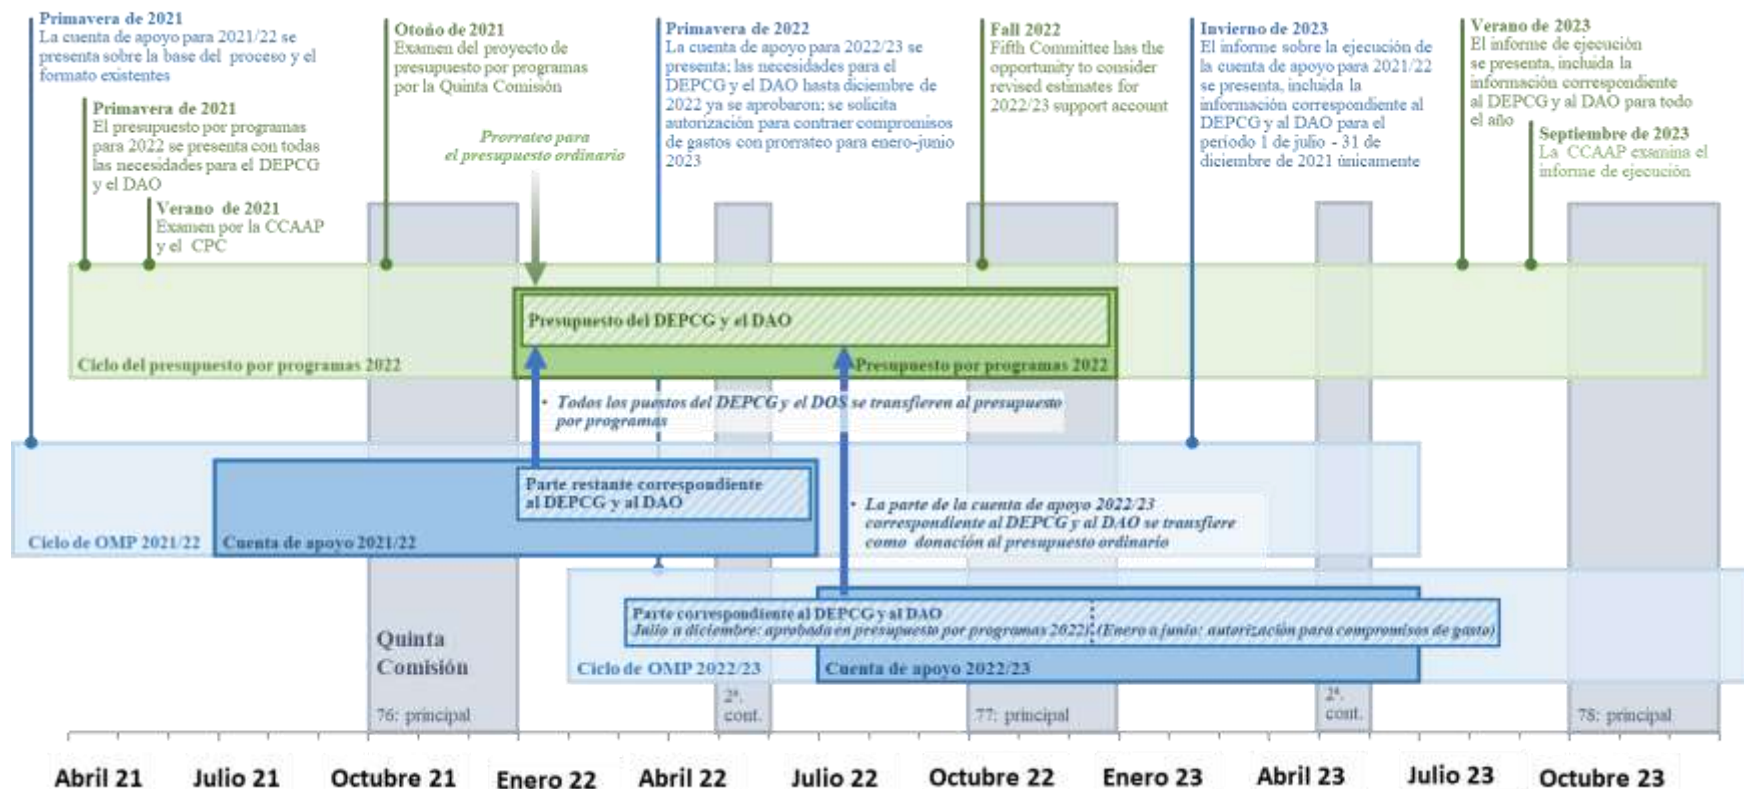 Primavera de 2021
La cuenta de apoyo para 2021/22 se
presenta sobre la base del proceso y el
formato existentes
Primavera de 2021
El presupuesto por programas
para 2022 se presenta con todas
las necesidades para el DEPCG
y el DAO
Verano de 2021
Examen por la CCAAP
y el CPC
Otoño de 2021
Examen del proyecto de
presupuesto por programas
por la Quinta Comisión
Prorrateo para
el presupuesto ordinario
Primavera de 2022
La cuenta de apoyo para 2022/23 se
presenta; las necesidades para el
DEPCG y el DAO hasta diciembre de
2022 ya se aprobaron; se solicita
autorización para contraer compromisos
de gastos con prorrateo para enero-junio
2023
Fall 2022
Fifth Committee has the
opportunity to consider
revised estimates for
2022/23 support account
Invierno de 2023
El informe sobre la ejecución de
la cuenta de apoyo para 2021/22
se presenta, incluida la
información correspondiente al
DEPCG y al DAO para el
período 1 de julio - 31 de
diciembre de 2021 únicamente
Verano de 2023
El informe de ejecución
se presenta, incluida la
información correspondiente
al DEPCG y al DAO para todo
el año
Septiembre de 2023
La CCAAP examina el
informe de ejecución
Presupuesto del DEPCG y el DAO
Ciclo del presupuesto por programas 2022
Presupuesto por programas 2022
• Todos los puestos del DEPCG y el DOS se transfieren al presupuesto
por programas
Parte restante correspondiente
al DEPCG y al DAO
Ciclo de OMP 2021/22
Cuenta de apoyo 2021/22
• La parte de la cuenta de apoyo 2022/23
correspondiente al DEPCG y al DAO se transfiere
como donación al presupuesto ordinario
Parte correspondiente al DEPCG y al DAO
Julio a diciembre: aprobada en presupuesto por programas 2022) (Enero a junio: autorización para compromisos de gasto)
Ciclo de OMP 2022/23
Cuenta de apoyo 2022/23
Quinta
Comisión
76: principal
2ª.
cont.
77: principal
2ª.
cont.
78: principal
Abril 21
Julio 21
Octubre 21
Enero 22
Abril 22
Julio 22
Octubre 22
Enero 23
Abril 23
Julio 23
Octubre 23